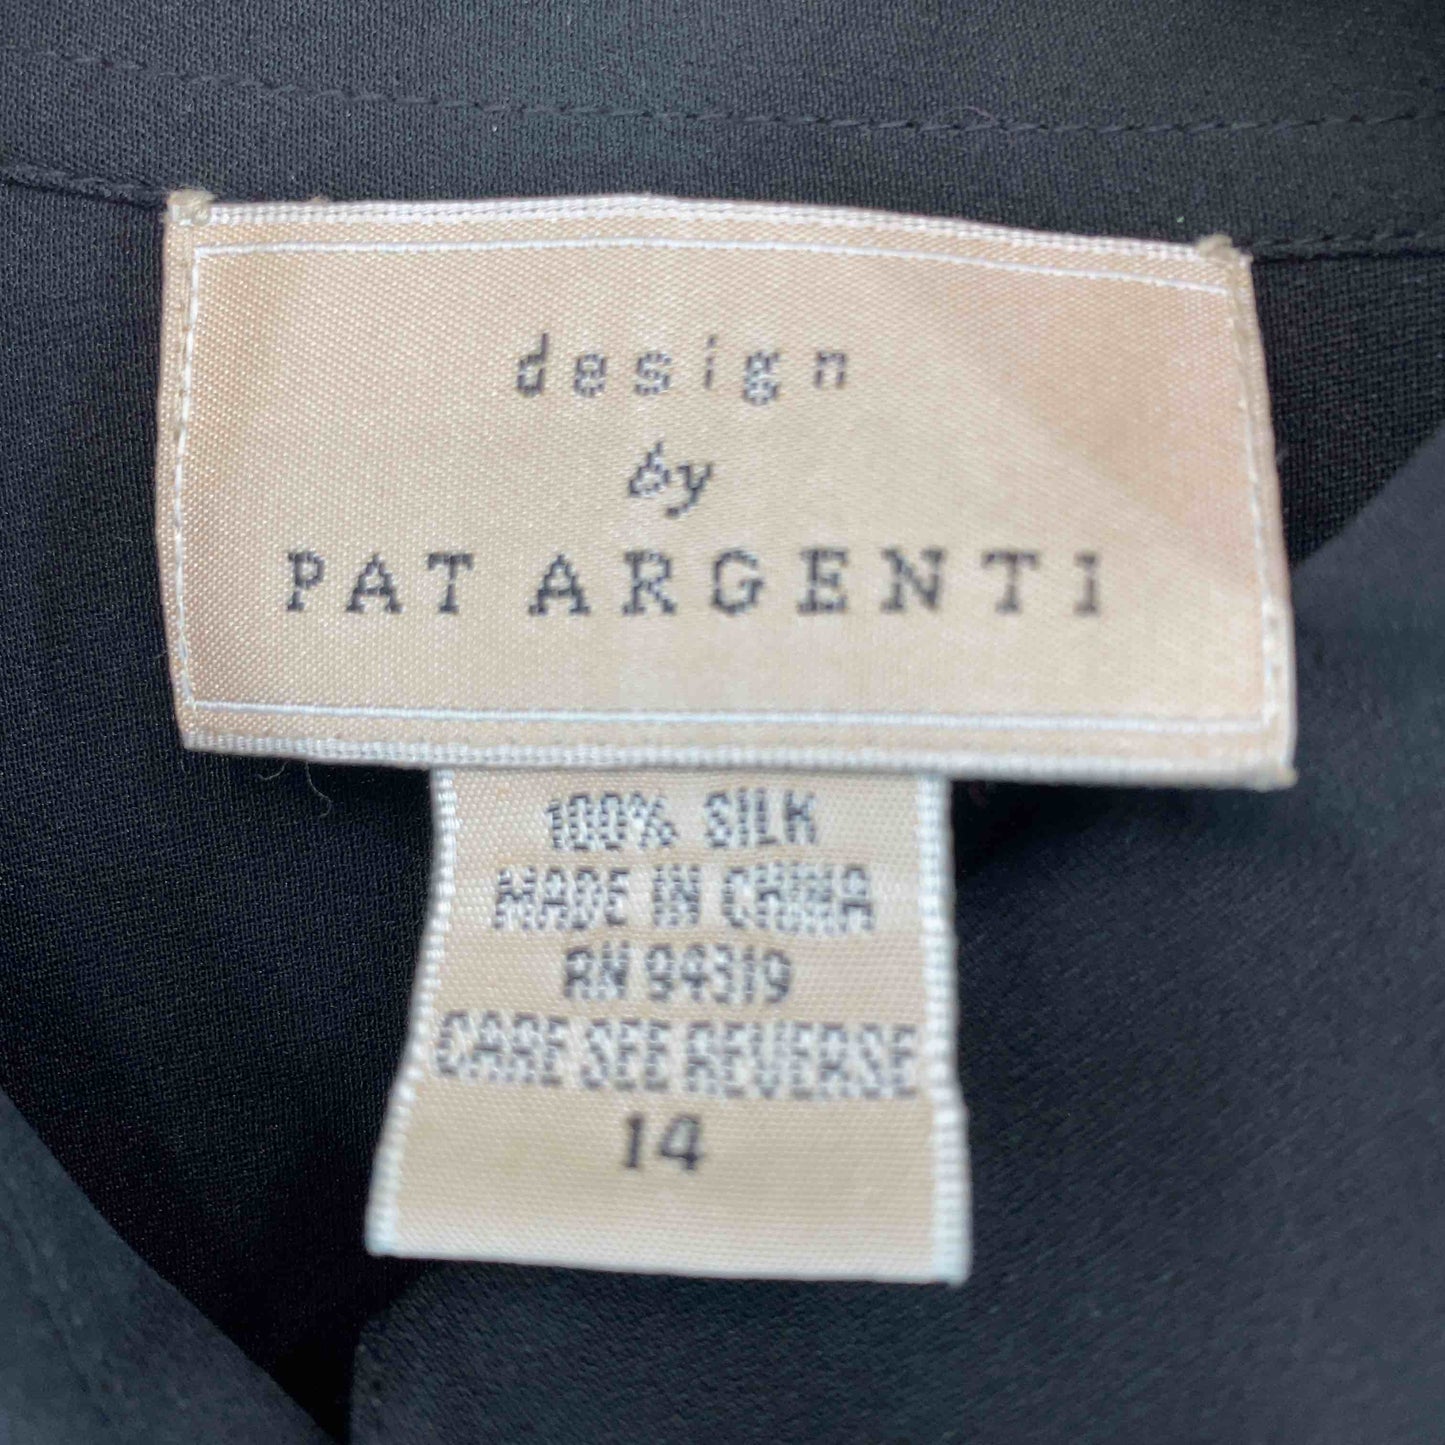 design
by
PAT ARGENTI
100% SILK
MADE IN CHINA
RN 94319
CARE SEE REVERSE
14